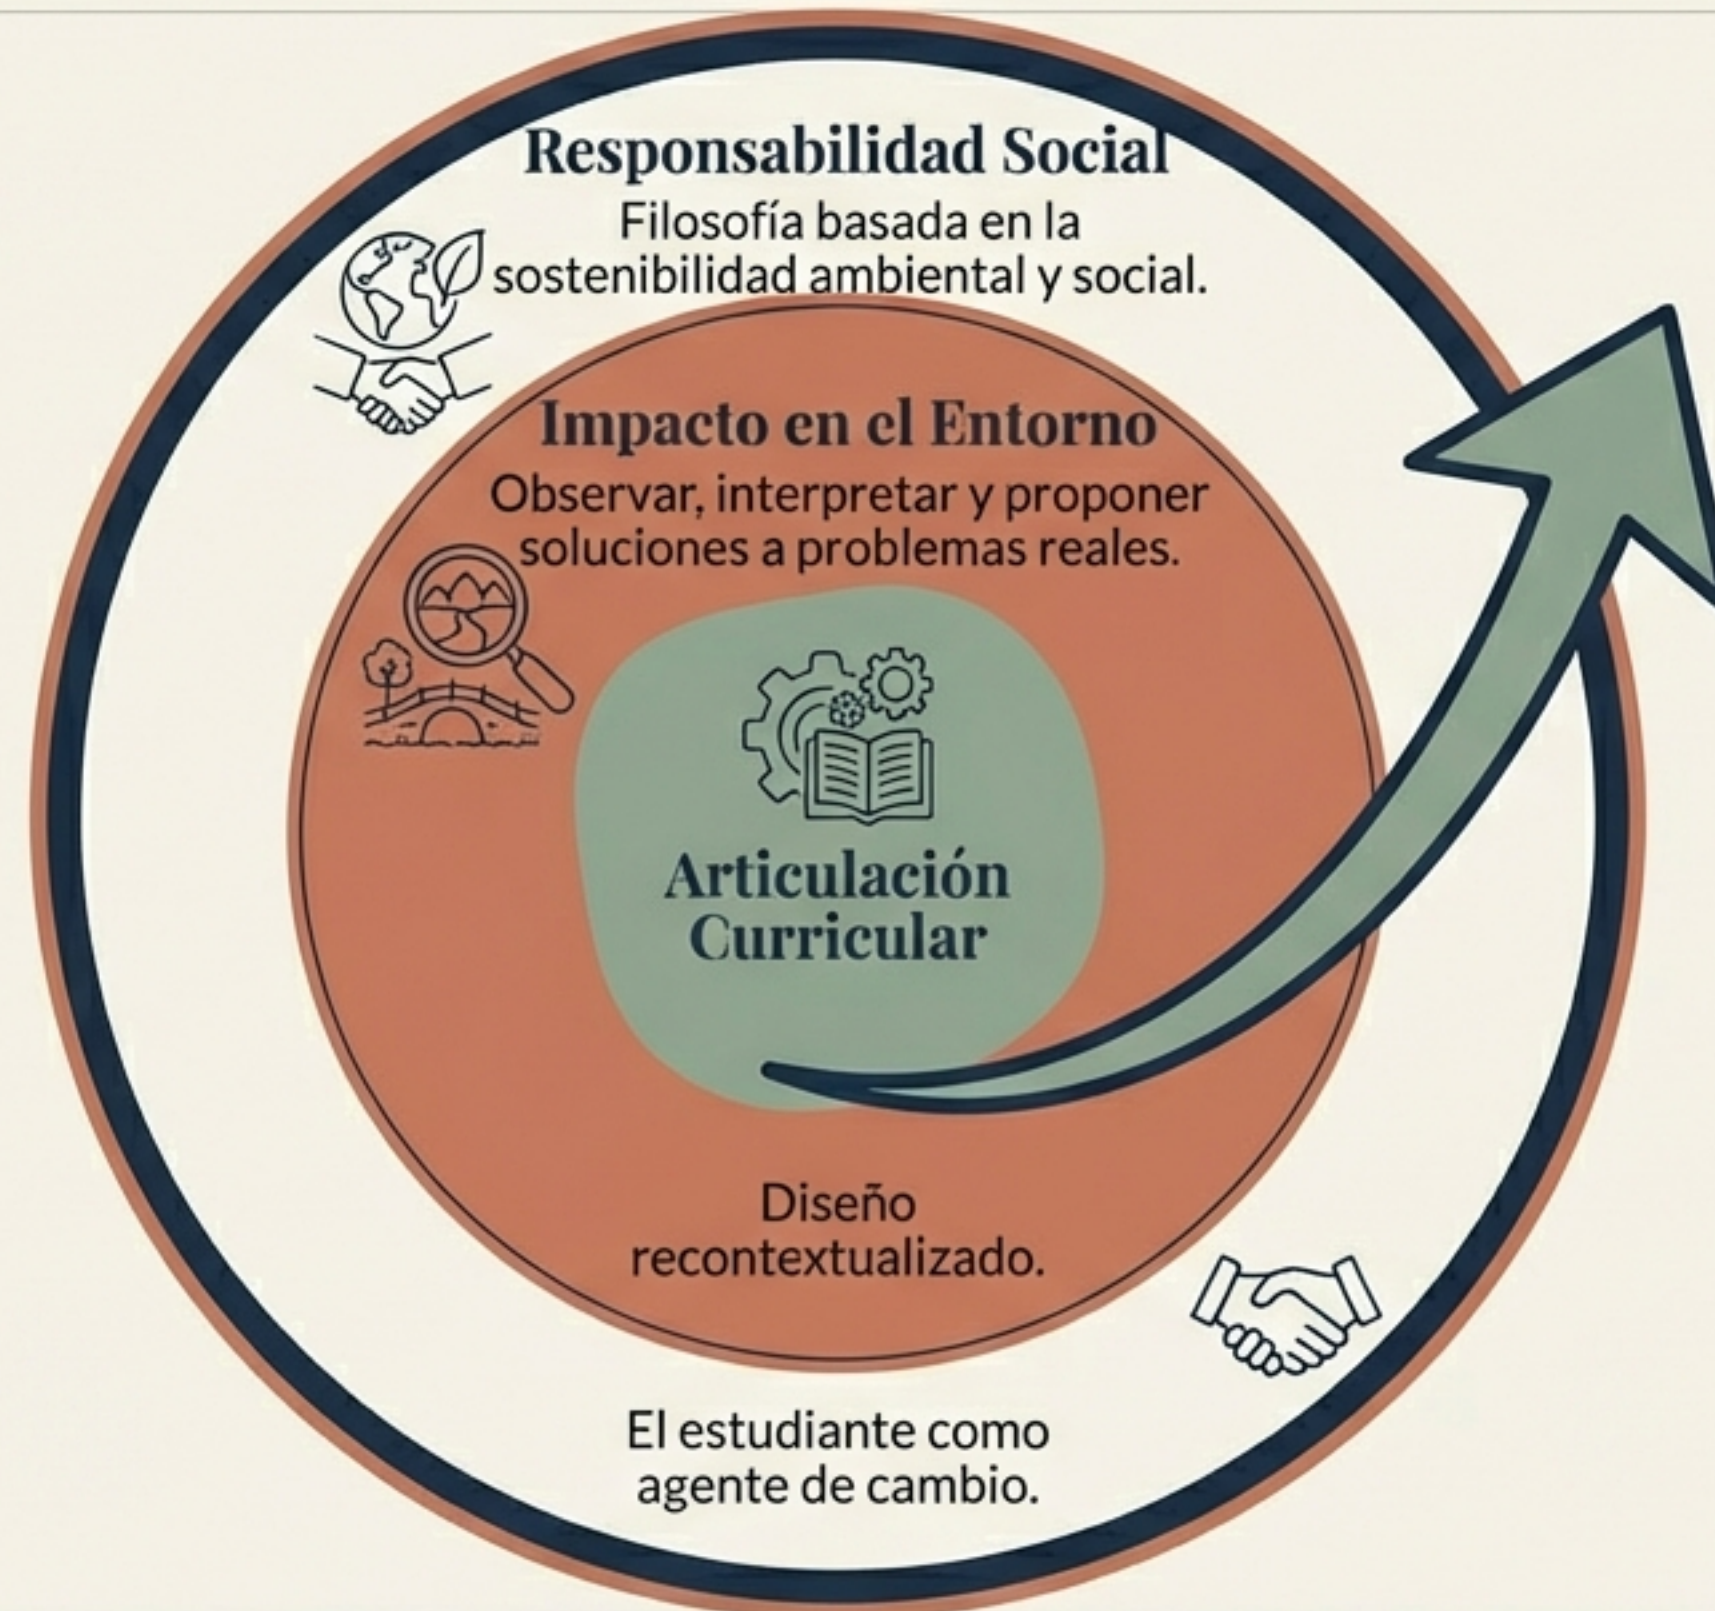 Responsabilidad Social
Filosofía basada en la
sostenibilidad ambiental y social.
Impacto en el Entorno
Observar, interpretar y proponer
soluciones a problemas reales.
Articulación
Curricular
Diseño
recontextualizado.
El estudiante como
agente de cambio.